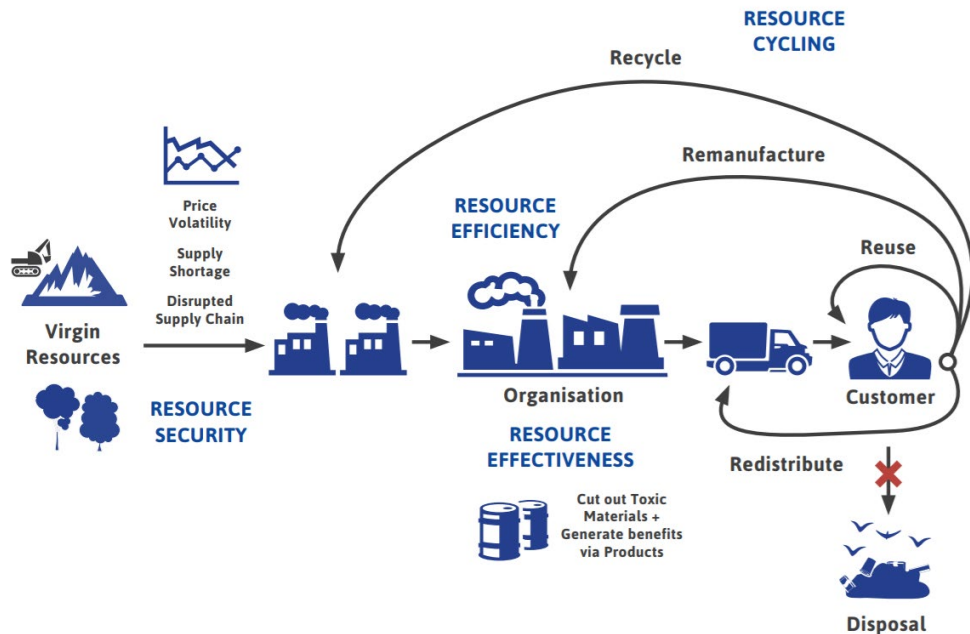 RESOURCE
CYCLING
Recycle
Remanufacture
Price
Volatility
Supply
Shortage
Disrupted
Supply Chain
RESOURCE
EFFICIENCY
Reuse
Virgin
Resources
Organisation
Customer
RESOURCE
SECURITY
RESOURCE
EFFECTIVENESS
Redistribute
Cut out Toxic
Materials +
Generate benefits
via Products
Disposal